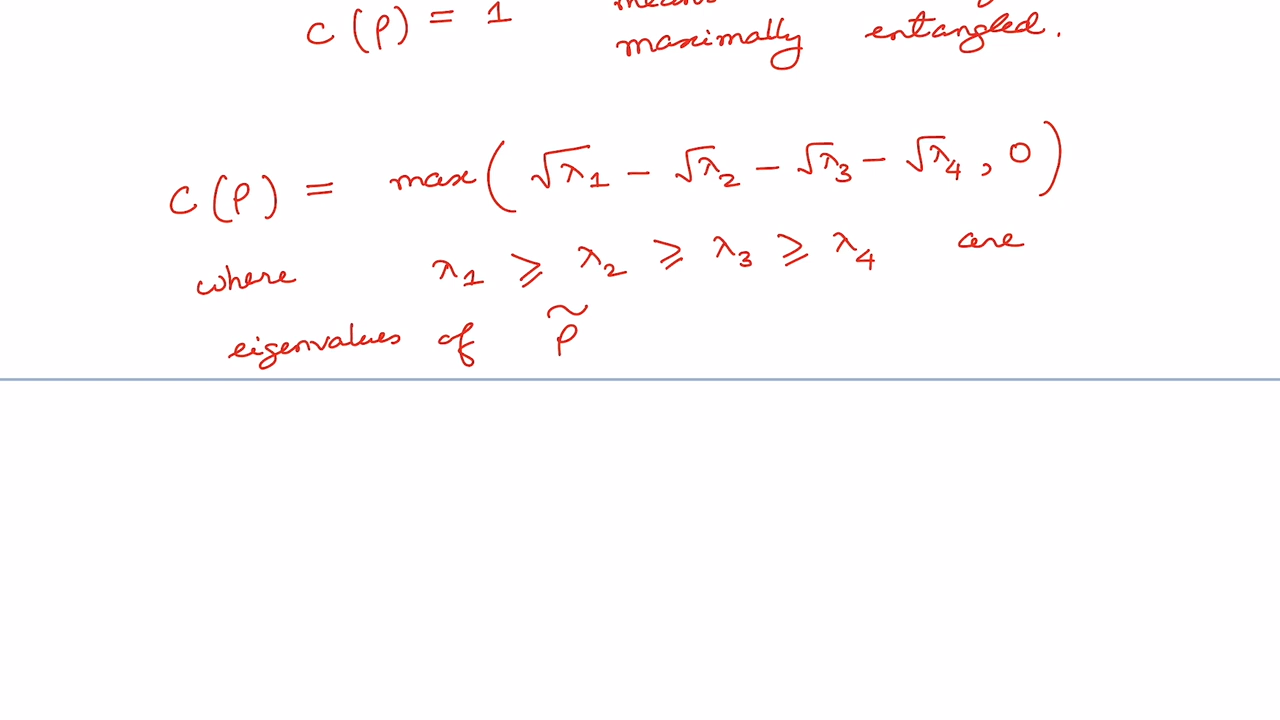 C(ρ) = 1
maximally entangled.
C(ρ) = max(√λ1 − √λ2 − √λ3 − √λ4, 0)
where λ1 ⩾ λ2 ⩾ λ3 ⩾ λ4 are
eigenvalues of ρ̃